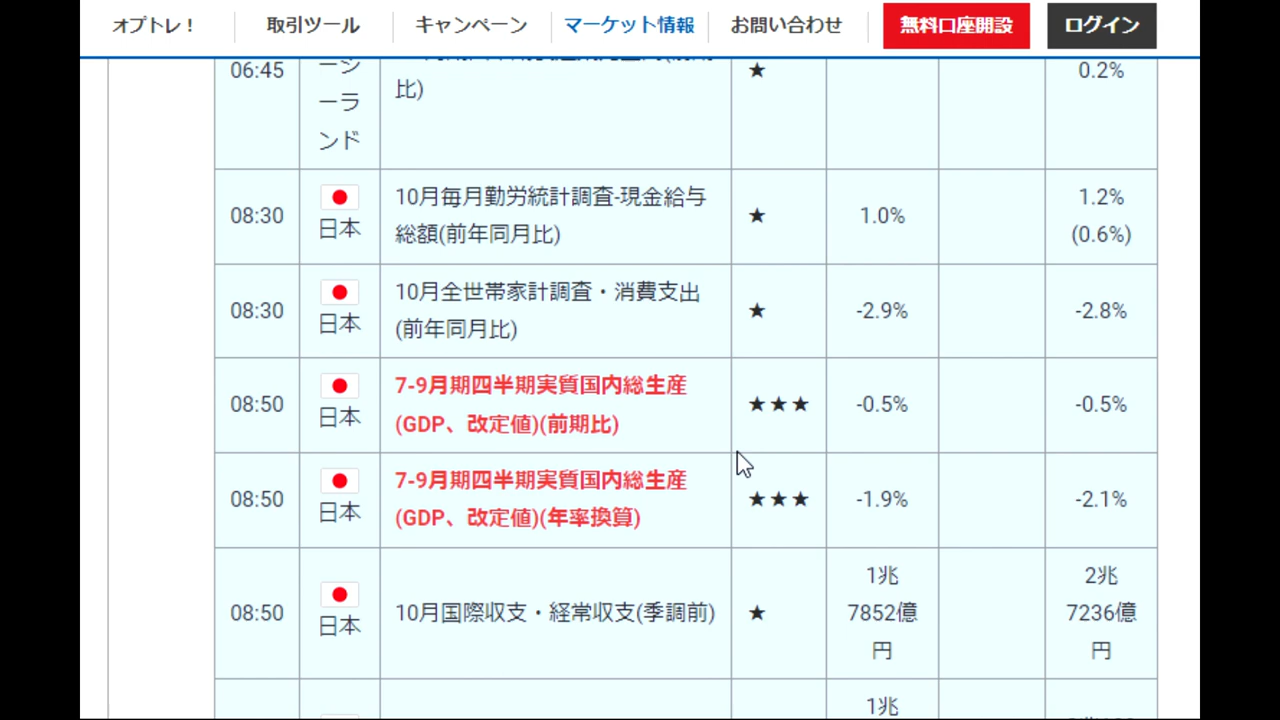 オプトレ！
取引ツール
キャンペーン
マーケット情報
お問い合わせ
無料口座開設
ログイン
06:45
ージ
ーラ
ンド
比)
★
0.2%
08:30
日本
10月毎月勤労統計調査-現金給与
総額(前年同月比)
★
1.0%
1.2%
(0.6%)
08:30
日本
10月全世帯家計調査・消費支出
(前年同月比)
★
-2.9%
-2.8%
08:50
日本
7-9月期四半期実質国内総生産
(GDP、改定値)(前期比)
★★★
-0.5%
-0.5%
08:50
日本
7-9月期四半期実質国内総生産
(GDP、改定値)(年率換算)
★★★
-1.9%
-2.1%
08:50
日本
10月国際収支・経常収支(季調前)
★
1兆
7852億
円
2兆
7236億
円
1兆